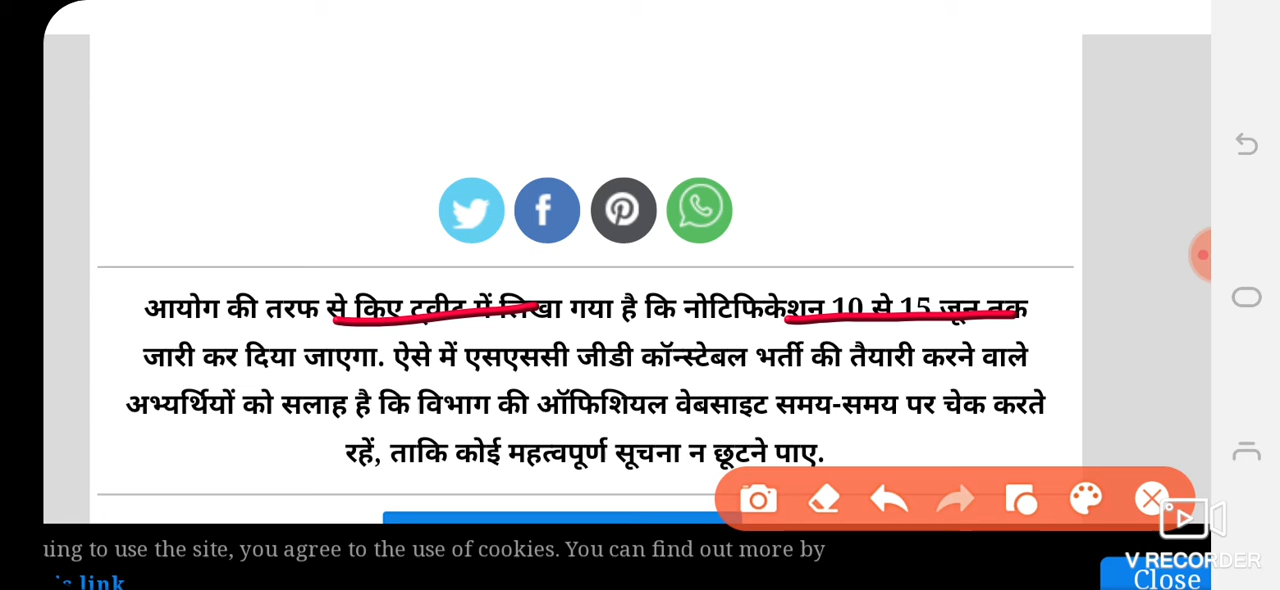 आयोग की तरफ से किए ट्वीट में लिखा गया है कि नोटिफिकेशन 10 से 15 जून तक
जारी कर दिया जाएगा. ऐसे में एसएससी जीडी कॉन्स्टेबल भर्ती की तैयारी करने वाले
अभ्यर्थियों को सलाह है कि विभाग की ऑफिशियल वेबसाइट समय-समय पर चेक करते
रहें, ताकि कोई महत्वपूर्ण सूचना न छूटने पाए.
uing to use the site, you agree to the use of cookies. You can find out more by
link
V RECORDER
Close